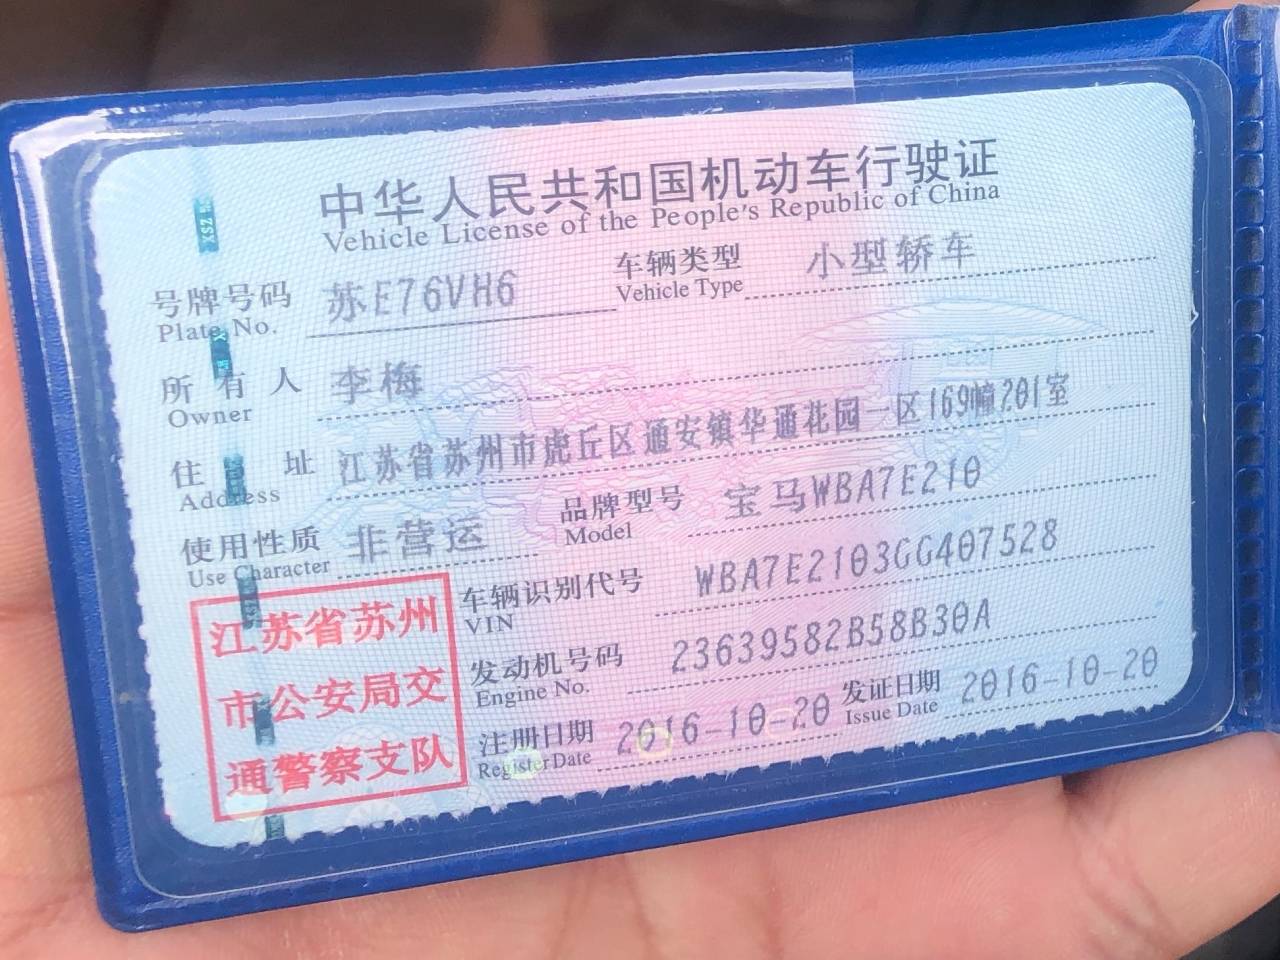 中华人民共和国机动车行驶证
Vehicle License of the People's Republic of China
号牌号码 苏E76VH6 车辆类型 小型轿车
Plate No. Vehicle Type
所有人 李梅
Owner
住址 江苏省苏州市虎丘区通安镇华通花园一区169幢201室
Address
使用性质 非营运 品牌型号 宝马WBA7E210
Use Character Model
车辆识别代号 WBA7E2103GG407528
VIN
发动机号码 23639582B58B30A
Engine No.
注册日期 2016-10-20 发证日期 2016-10-20
Register Date Issue Date
江苏省苏州
市公安局交
通警察支队